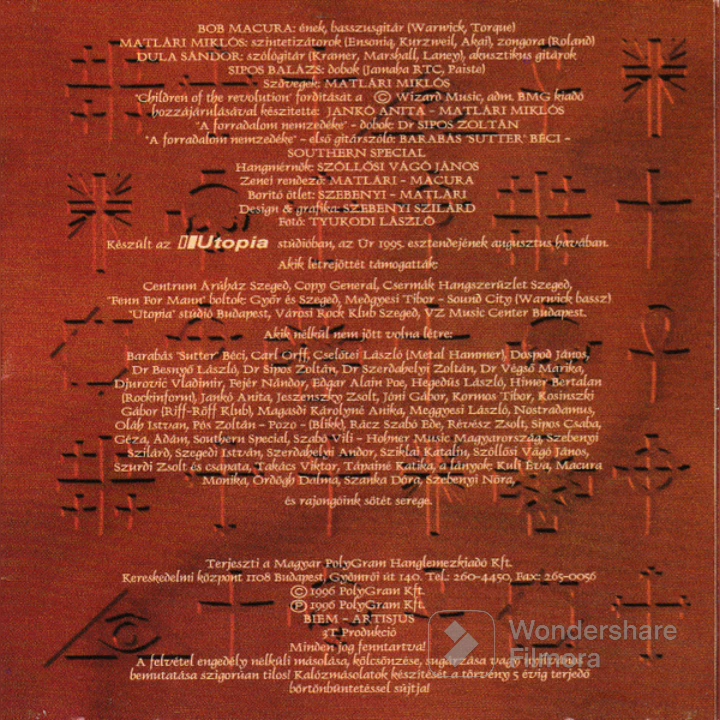 BOB MACURA: ének, basszusgitár (Warwick, Torque)
MATLÁRI MIKLÓS: szintetizátorok (Ensoniq, Kurzweil, Akai), zongora (Roland)
DULA SÁNDOR: szólógitár (Kramer, Marshall, Laney), akusztikus gitárok
SIPOS BALÁZS: dobok (Jamaha RTC, Paiste)
Szövegek: MATLÁRI MIKLÓS
"Children of the revolution" fordítását a © Wizard Music, adm. BMG kiadó
hozzájárulásával készítette: JANKÓ ANITA - MATLÁRI MIKLÓS
"A forradalom nemzedéke" - dobok: Dr SIPOS ZOLTÁN
"A forradalom nemzedéke" - első gitárszóló: BARABÁS "SUTTER" BÉCI -
SOUTHERN SPECIAL
Hangmérnök: SZÖLLŐSI VÁGÓ JÁNOS
Zenei rendező: MATLÁRI - MACURA
Borító ötlet: SZEBENYI - MATLÁRI
Design & grafika: SZEBENYI SZILÁRD
Fotó: TYUKODI LÁSZLÓ
Készült az Utopia stúdióban, az Úr 1995. esztendejének augusztus havában.
Akik létrejöttét támogatták:
Centrum Áruház Szeged, Copy General, Csermák Hangszerüzlet Szeged,
"Fenn For Mann" boltok: Győr és Szeged, Medgyesi Tibor - Sound City (Warwick bassz)
"Utopia" stúdió Budapest, Városi Rock Klub Szeged, VZ Music Center Budapest.
Akik nélkül nem jött volna létre:
Barabás "Sutter" Béci, Carl Orff, Cselőtei László (Metal Hammer), Dospod János,
Dr Besnyő László, Dr Sipos Zoltán, Dr Szerdahelyi Zoltán, Dr Végső Marika,
Djurovic Vladimir, Fejér Nándor, Edgar Alain Poe, Hegedűs László, Hímer Bertalan
(Rockinform), Jankó Anita, Jeszenszky Zsolt, Jóni Gábor, Kormos Tibor, Kosinszki
Gábor (Riff-Röff Klub), Magasdi Károlyné Anika, Meggyesi László, Nostradamus,
Oláh István, Pós Zoltán - Pozo - (Blikk), Rácz Szabó Ede, Révész Zsolt, Sipos Csaba,
Géza, Ádám, Southern Special, Szabó Vili - Hohner Music Magyarország, Szebenyi
Szilárd, Szegedi István, Szerdahelyi Andor, Sziklai Katalin, Szöllősi Vágó János,
Szurdi Zsolt és csapata, Takács Viktor, Tápainé Katika, a lányok: Kuli Éva, Macura
Monika, Ördögh Dalma, Szanka Dóra, Szebenyi Nóra,
és rajongóink sötét serege.
Terjeszti a Magyar PolyGram Hanglemezkiadó Kft.
Kereskedelmi központ 1108 Budapest, Gyömrői út 140. Tel.: 260-4450, Fax: 265-0056
© 1996 PolyGram Kft.
℗ 1996 PolyGram Kft.
BIEM - ARTISJUS
3T Produkció
Minden jog fenntartva!
A felvétel engedély nélküli másolása, kölcsönzése, sugárzása vagy nyilvános
bemutatása szigorúan tilos! Kalózmásolatok készítését a törvény 5 évig terjedő
börtönbüntetéssel sújtja!
Wondershare
Filmora